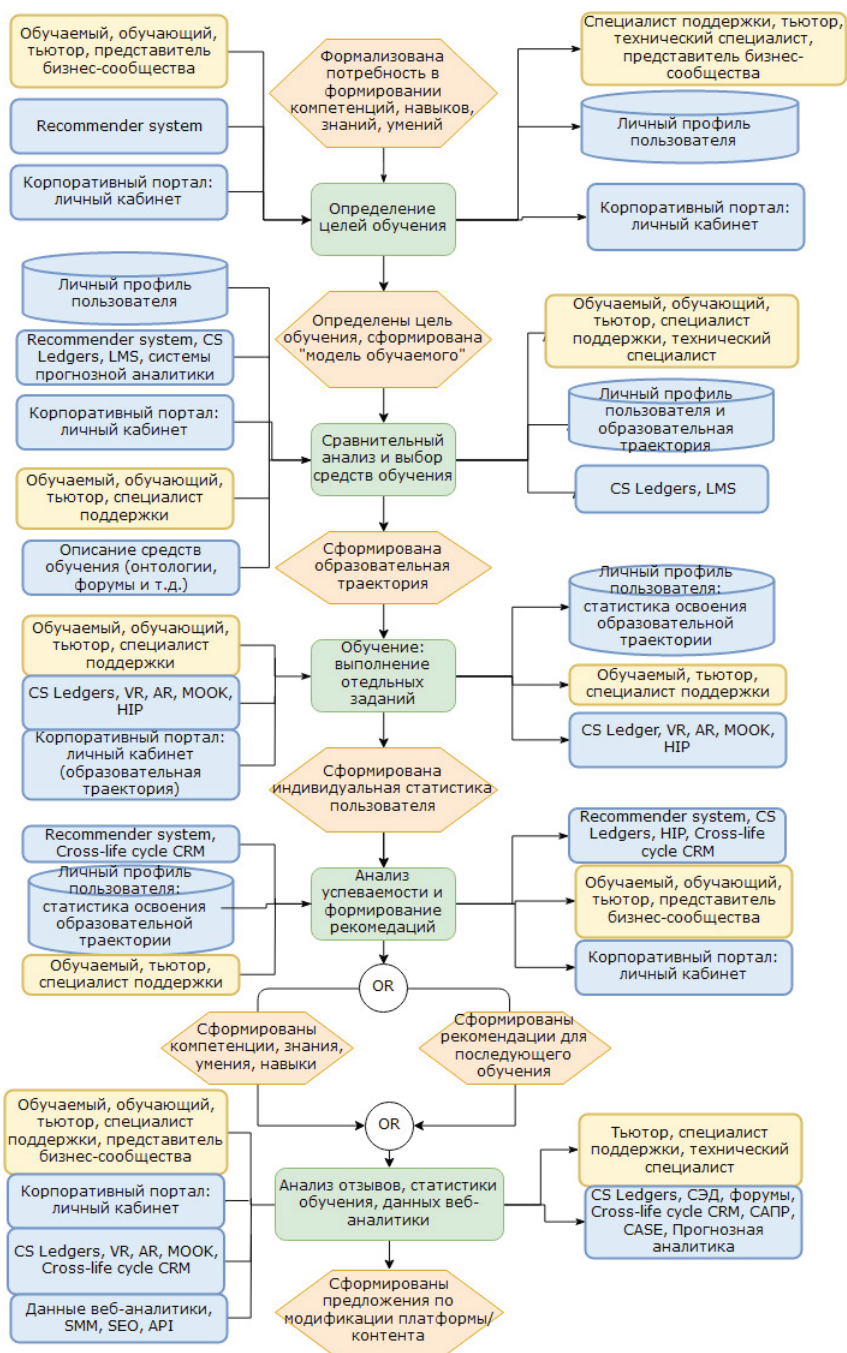 Обучаемый, обучающий,
тьютор, представитель
бизнес-сообщества
Формализована
потребность в
формировании
компетенций, навыков,
знаний, умений
Специалист поддержки, тьютор,
технический специалист,
представитель бизнес-
сообщества
Recommender system
Личный профиль
пользователя
Корпоративный портал:
личный кабинет
Определение
целей обучения
Корпоративный портал:
личный кабинет
Личный профиль
пользователя
Определены цель
обучения, сформирована
"модель обучаемого"
Обучаемый, обучающий,
тьютор, специалист
поддержки, технический
специалист
Recommender system, CS
Ledgers, LMS, системы
прогнозной аналитики
Корпоративный портал:
личный кабинет
Личный профиль
пользователя и
образовательная
траектория
Сравнительный
анализ и выбор
средств обучения
Обучаемый, обучающий,
тьютор, специалист
поддержки
CS Ledgers, LMS
Описание средств
обучения (онтологии,
форумы и т.д.)
Сформирована
образовательная
траектория
Личный профиль
пользователя:
статистика освоения
образовательной
траектории
Обучаемый, обучающий,
тьютор, специалист
поддержки
Обучение:
выполнение
отедльных
заданий
Обучаемый, тьютор,
специалист поддержки
CS Ledgers, VR, AR, MOOK,
HIP
CS Ledger, VR, AR, MOOK,
HIP
Корпоративный портал:
личный кабинет
(образовательная
траектория)
Сформирована
индивидуальная статистика
пользователя
Recommender system,
Cross-life cycle CRM
Recommender system, CS
Ledgers, HIP, Cross-life
cycle CRM
Личный профиль
пользователя:
статистика освоения
образовательной
траектории
Анализ
успеваемости и
формирование
рекомедаций
Обучаемый, обучающий,
тьютор, представитель
бизнес-сообщества
Обучаемый, тьютор,
специалист поддержки
Корпоративный портал:
личный кабинет
OR
Сформированы
компетенции, знания,
умения, навыки
Сформированы
рекомендации для
последующего
обучения
OR
Обучаемый, обучающий,
тьютор, специалист
поддержки, представитель
бизнес-сообщества
Тьютор, специалист
поддержки, технический
специалист
Корпоративный портал:
личный кабинет
Анализ отзывов, статистики
обучения, данных веб-
аналитики
CS Ledgers, СЭД, форумы,
Cross-life cycle CRM, САПР,
CASE, Прогнозная
аналитика
CS Ledgers, VR, AR, MOOK,
Cross-life cycle CRM
Данные веб-аналитики,
SMM, SEO, API
Сформированы
предложения по
модификации платформы/
контента